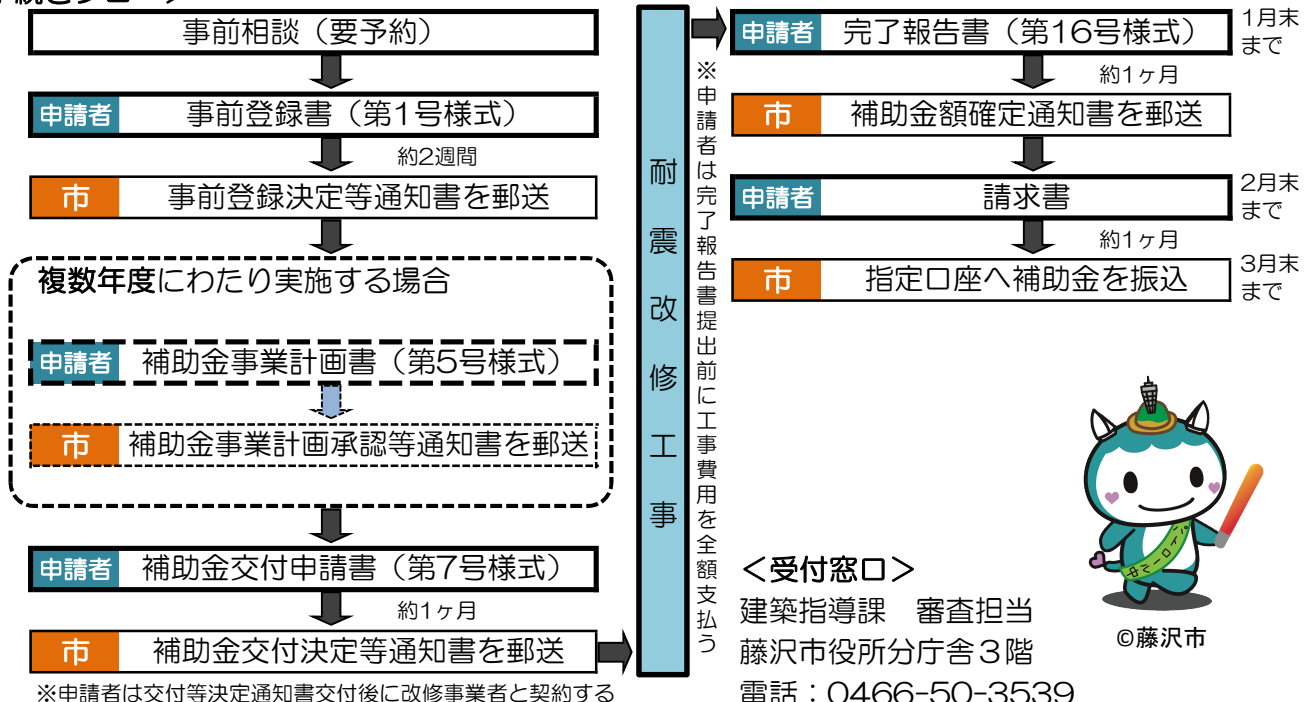 事前相談（要予約）
申請者 事前登録書（第1号様式）
約2週間
市 事前登録決定等通知書を郵送
複数年度にわたり実施する場合
申請者 補助金事業計画書（第5号様式）
市 補助金事業計画承認等通知書を郵送
申請者 補助金交付申請書（第7号様式）
約1ヶ月
市 補助金交付決定等通知書を郵送
※申請者は交付等決定通知書交付後に改修事業者と契約する
耐震改修工事
※申請者は完了報告書提出前に工事費用を全額支払う
申請者 完了報告書（第16号様式） 1月末まで
約1ヶ月
市 補助金額確定通知書を郵送
申請者 請求書 2月末まで
約1ヶ月
市 指定口座へ補助金を振込 3月末まで
＜受付窓口＞
建築指導課　審査担当
藤沢市役所分庁舎３階
電話：0466-50-3539
©藤沢市